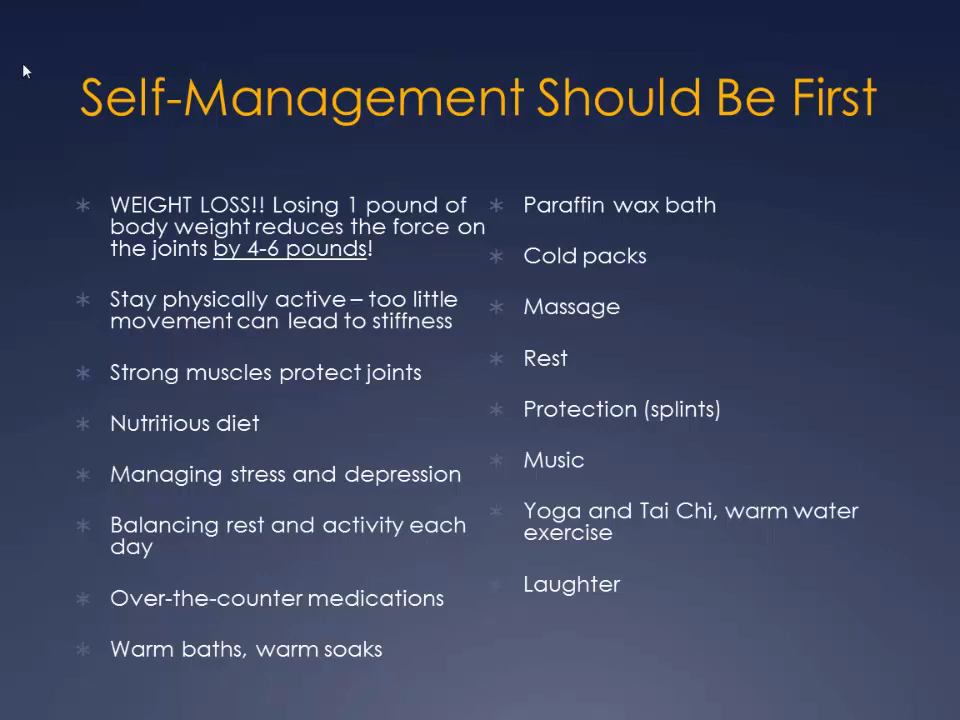 Self-Management Should Be First
WEIGHT LOSS!! Losing 1 pound of
body weight reduces the force on
the joints by 4-6 pounds!
Stay physically active – too little
movement can lead to stiffness
Strong muscles protect joints
Nutritious diet
Managing stress and depression
Balancing rest and activity each
day
Over-the-counter medications
Warm baths, warm soaks
Paraffin wax bath
Cold packs
Massage
Rest
Protection (splints)
Music
Yoga and Tai Chi, warm water
exercise
Laughter